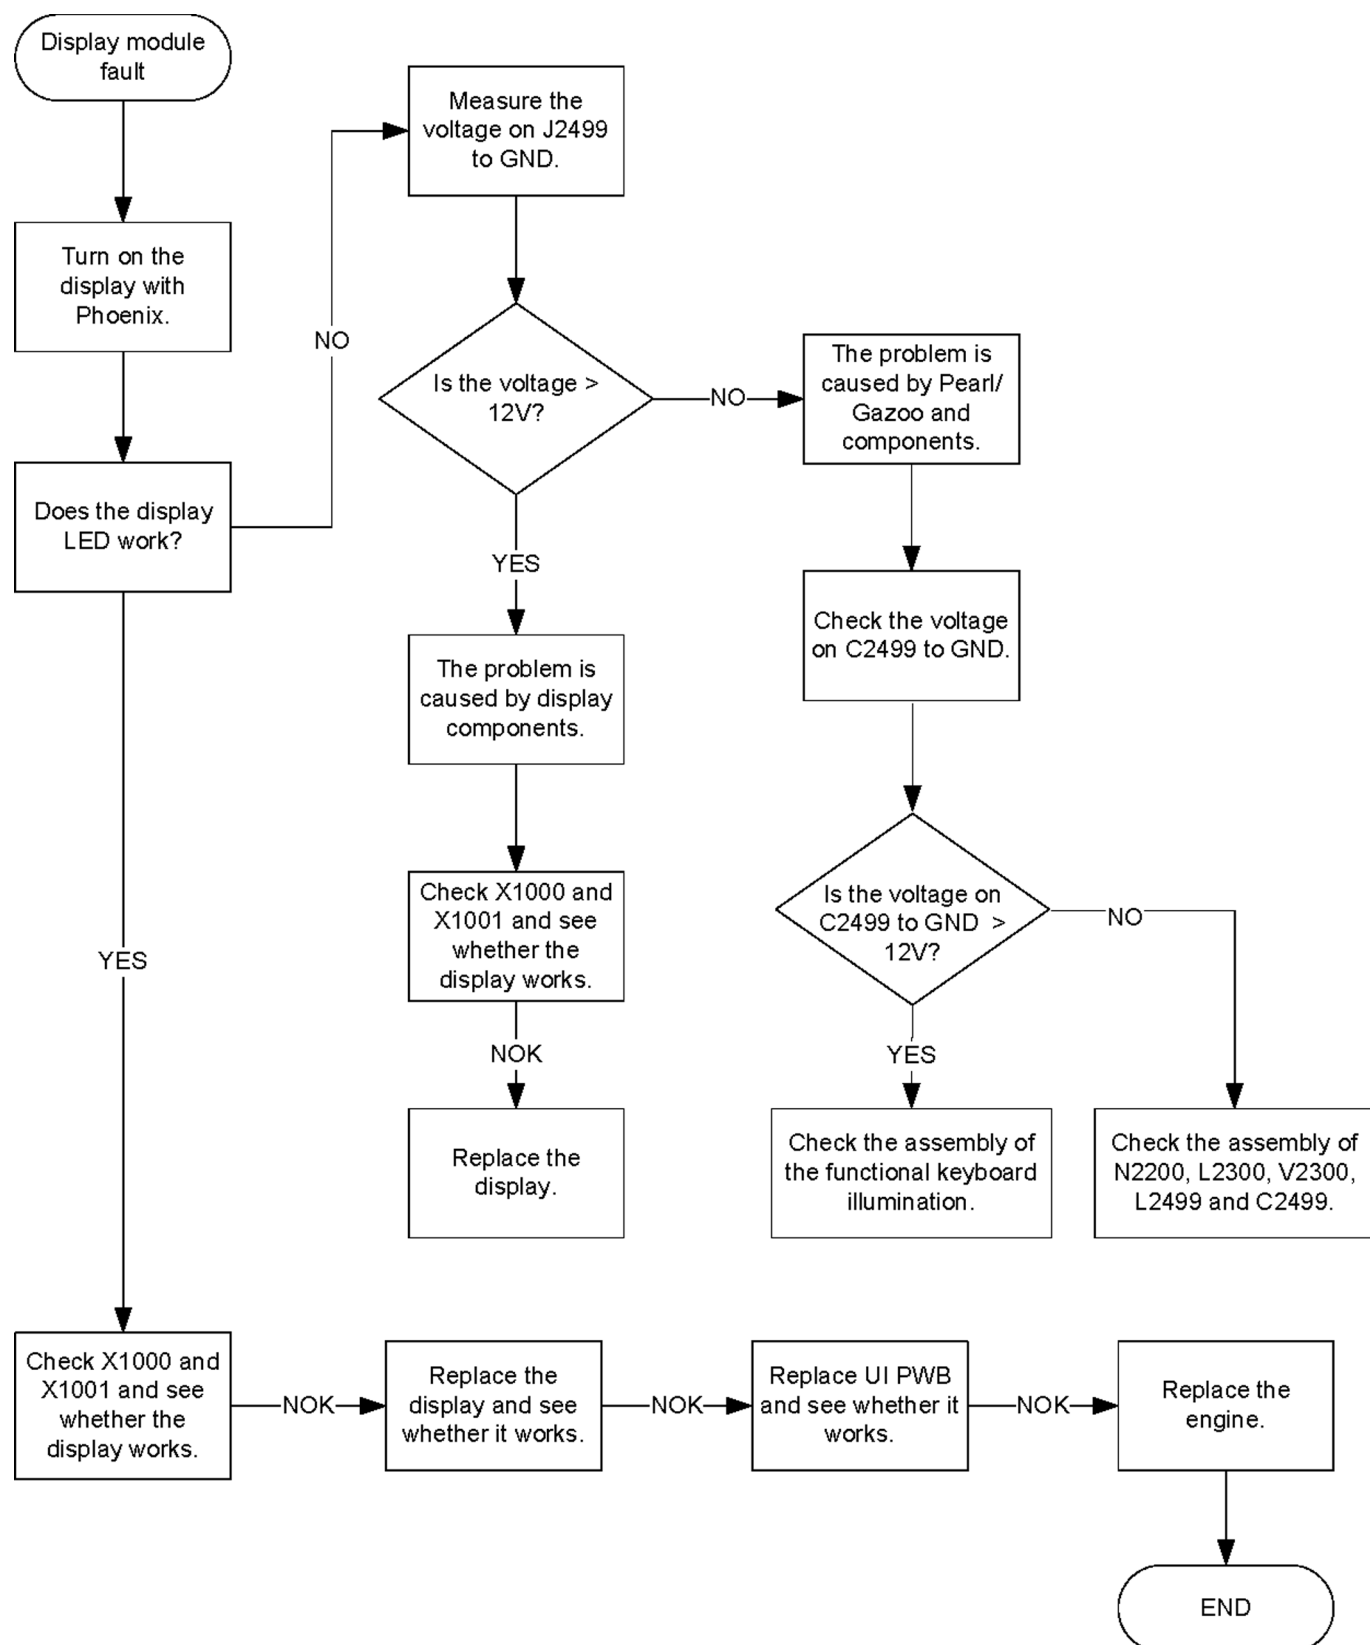 Display module
fault
Turn on the
display with
Phoenix.
Does the display
LED work?
NO
Measure the
voltage on J2499
to GND.
Is the voltage >
12V?
NO
The problem is
caused by Pearl/
Gazoo and
components.
YES
The problem is
caused by display
components.
Check the voltage
on C2499 to GND.
Check X1000 and
X1001 and see
whether the
display works.
Is the voltage on
C2499 to GND >
12V?
NO
YES
NOK
YES
Replace the
display.
Check the assembly of
the functional keyboard
illumination.
Check the assembly of
N2200, L2300, V2300,
L2499 and C2499.
Check X1000 and
X1001 and see
whether the
display works.
NOK
Replace the
display and see
whether it works.
NOK
Replace UI PWB
and see whether it
works.
NOK
Replace the
engine.
END